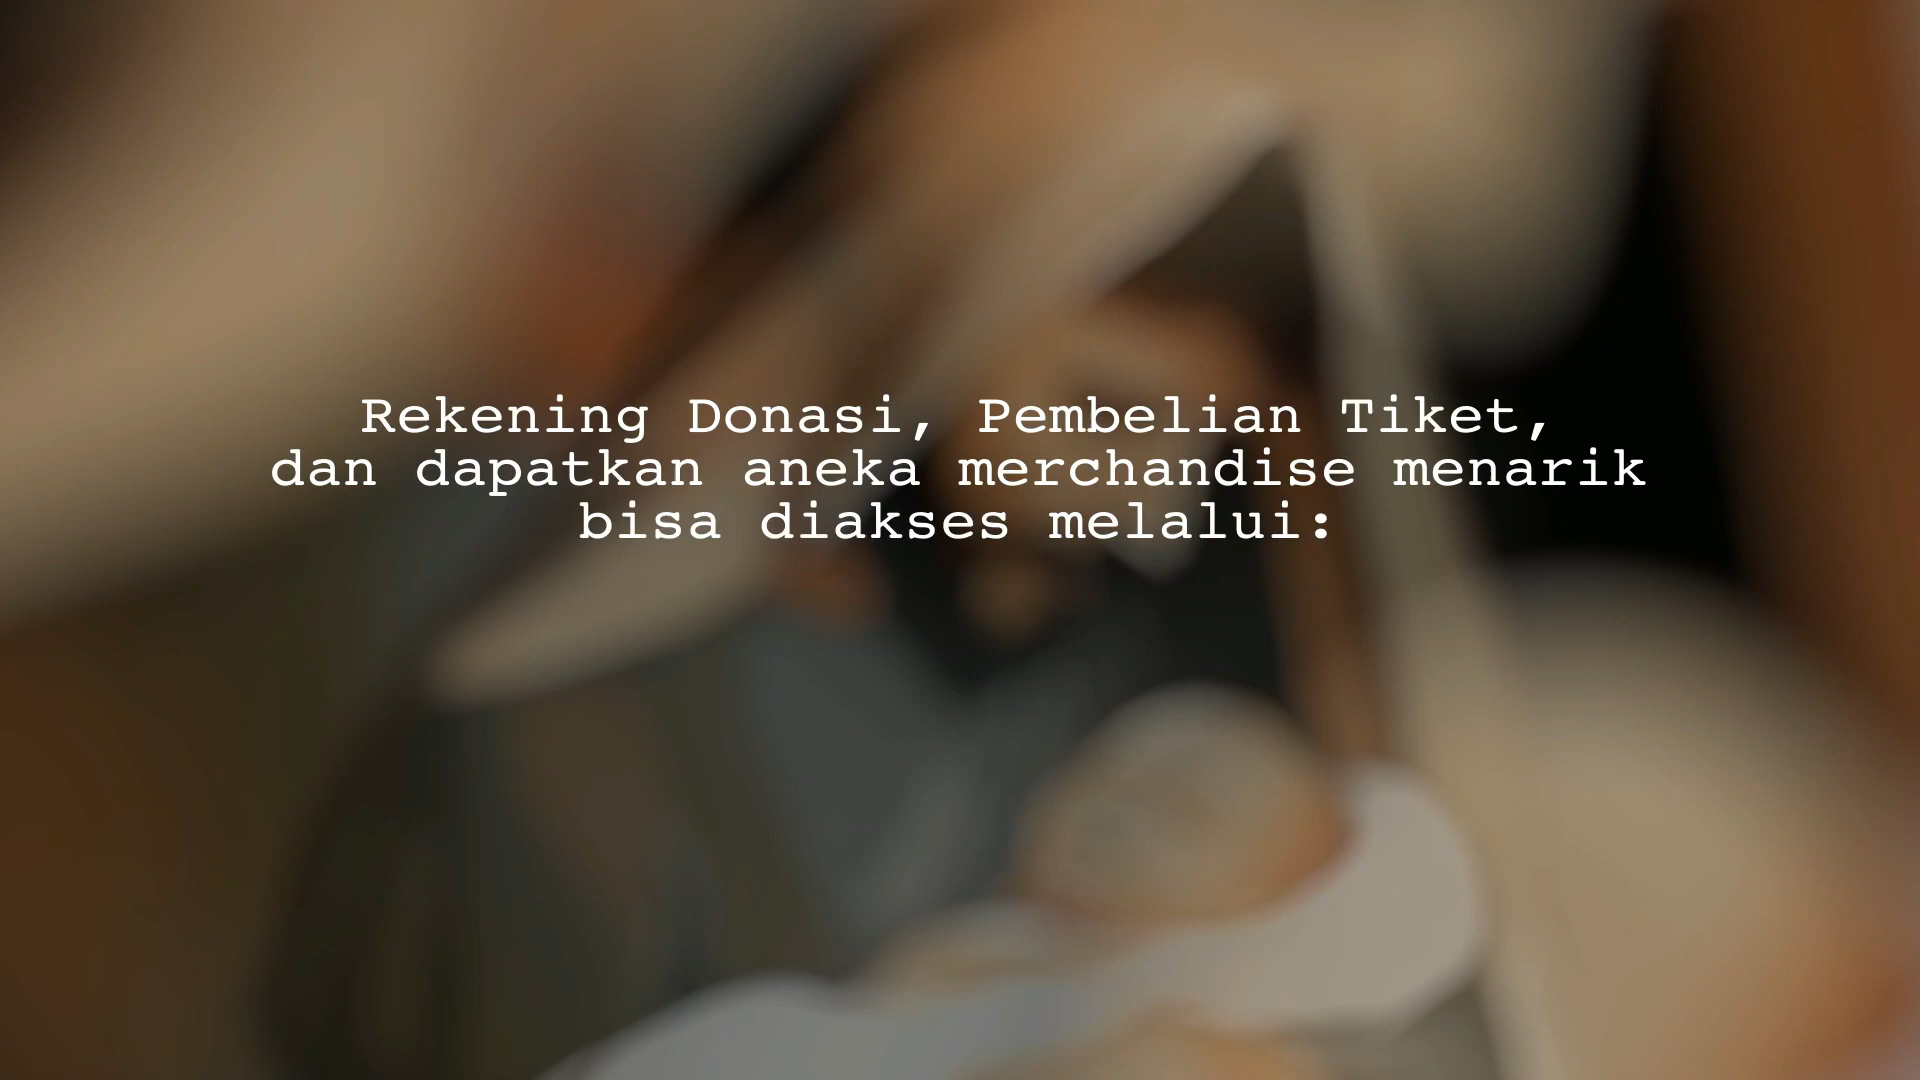 Rekening Donasi, Pembelian Tiket,
dan dapatkan aneka merchandise menarik
bisa diakses melalui: